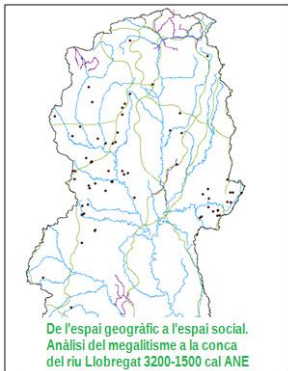 De l'espai geogràfic a l'espai social.
Anàlisi del megalitisme a la conca
del riu Llobregat 3200-1500 cal ANE